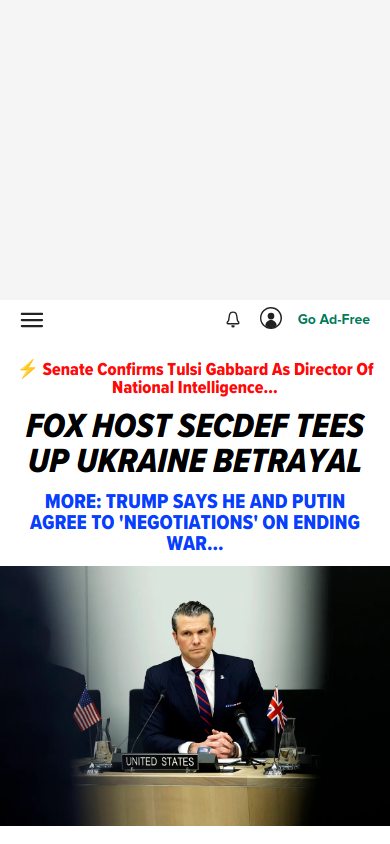 Go Ad-Free
⚡ Senate Confirms Tulsi Gabbard As Director Of
National Intelligence...
FOX HOST SECDEF TEES
UP UKRAINE BETRAYAL
MORE: TRUMP SAYS HE AND PUTIN
AGREE TO 'NEGOTIATIONS' ON ENDING
WAR...
UNITED STATES